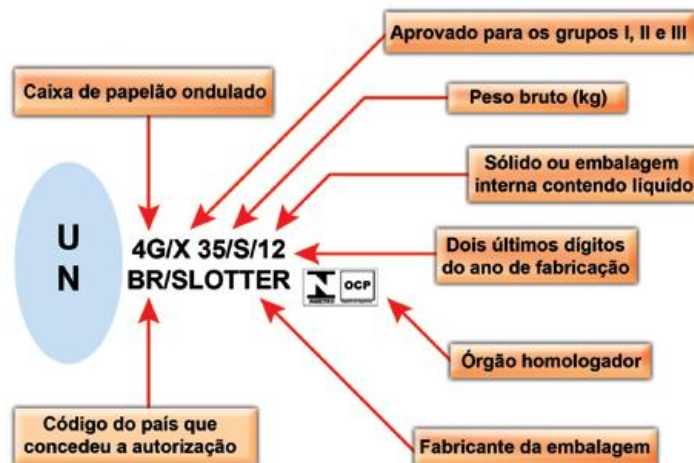 Aprovado para os grupos I, II e III
Caixa de papelão ondulado
Peso bruto (kg)
Sólido ou embalagem
interna contendo líquido
U
N
4G/X 35/S/12
BR/SLOTTER
OCP
Dois últimos dígitos
do ano de fabricação
Órgão homologador
Código do país que
concedeu a autorização
Fabricante da embalagem